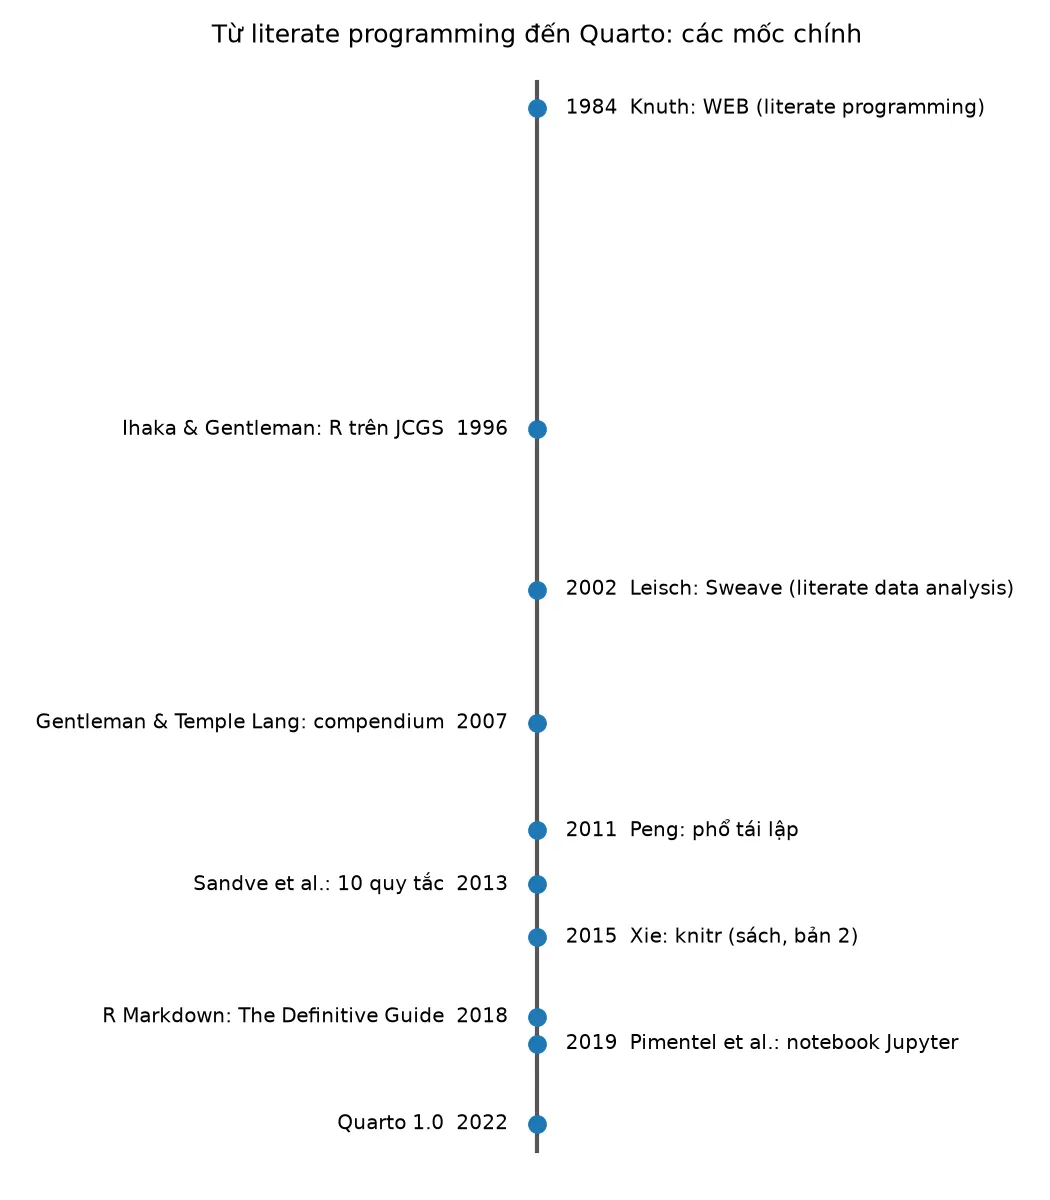 Từ literate programming đến Quarto: các mốc chính
1984 Knuth: WEB (literate programming)
Ihaka & Gentleman: R trên JCGS 1996
2002 Leisch: Sweave (literate data analysis)
Gentleman & Temple Lang: compendium 2007
2011 Peng: phổ tái lập
Sandve et al.: 10 quy tắc 2013
2015 Xie: knitr (sách, bản 2)
R Markdown: The Definitive Guide 2018
2019 Pimentel et al.: notebook Jupyter
Quarto 1.0 2022